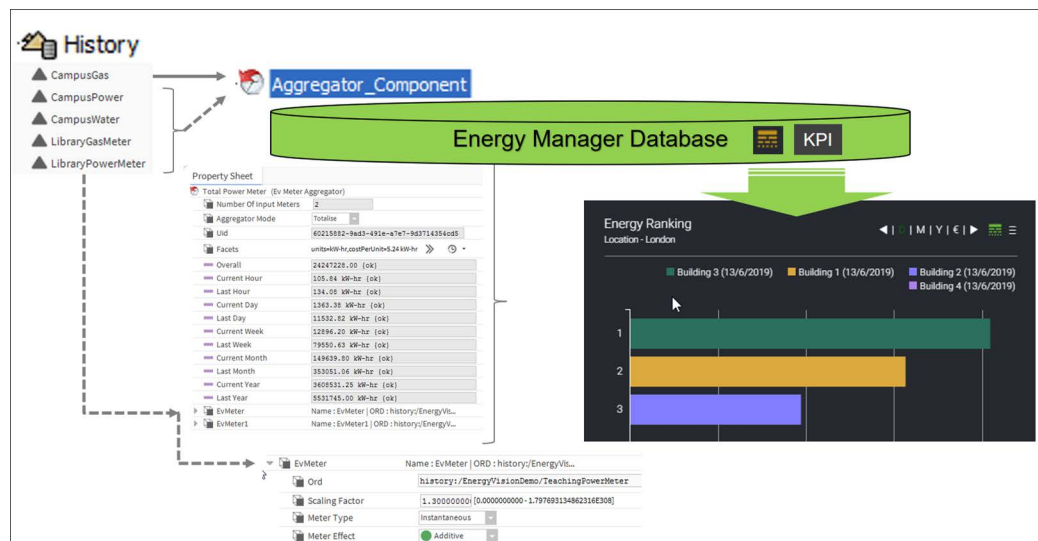 History
CampusGas
CampusPower
CampusWater
LibraryGasMeter
LibraryPowerMeter
Aggregator_Component
Energy Manager Database KPI
Property Sheet
Total Power Meter (Ev Meter Aggregator)
Number Of Input Meters 2
Aggregator Mode Totalise
Uid 60215882-9ad3-491e-a7e7-9d3714354cd5
Facets units=kW-hr,costPerUnit=5.24 kW-hr
Overall 24247228.00 {ok}
Current Hour 105.84 kW-hr {ok}
Last Hour 134.08 kW-hr {ok}
Current Day 1363.38 kW-hr {ok}
Last Day 11532.82 kW-hr {ok}
Current Week 12896.20 kW-hr {ok}
Last Week 79550.63 kW-hr {ok}
Current Month 149639.80 kW-hr {ok}
Last Month 353051.06 kW-hr {ok}
Current Year 3608531.25 kW-hr {ok}
Last Year 5531745.00 kW-hr {ok}
EvMeter Name : EvMeter | ORD : history:/EnergyVis...
EvMeter1 Name : EvMeter1 | ORD : history:/EnergyV...
Energy Ranking
Location - London
D | M | Y | € |
Building 3 (13/6/2019) Building 1 (13/6/2019) Building 2 (13/6/2019)
Building 4 (13/6/2019)
1
2
3
EvMeter Name : EvMeter | ORD : history:/EnergyVis...
Ord history:/EnergyVisionDemo/TeachingPowerMeter
Scaling Factor 1.30000000 [0.0000000000 - 1.797693134862316E308]
Meter Type Instantaneous
Meter Effect Additive